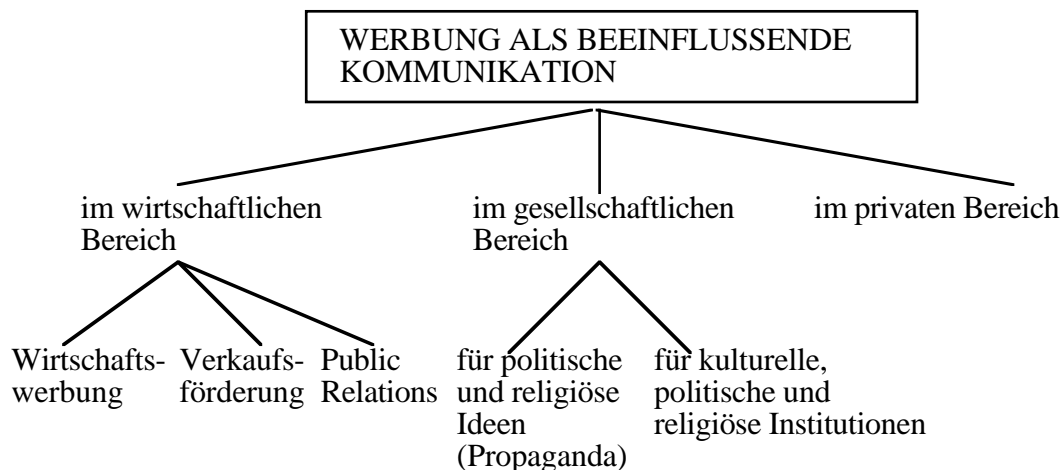 WERBUNG ALS BEEINFLUSSENDE
KOMMUNIKATION
im wirtschaftlichen
Bereich
im gesellschaftlichen
Bereich
im privaten Bereich
Wirtschafts-
werbung
Verkaufs-
förderung
Public
Relations
für politische
und religiöse
Ideen
(Propaganda)
für kulturelle,
politische und
religiöse Institutionen